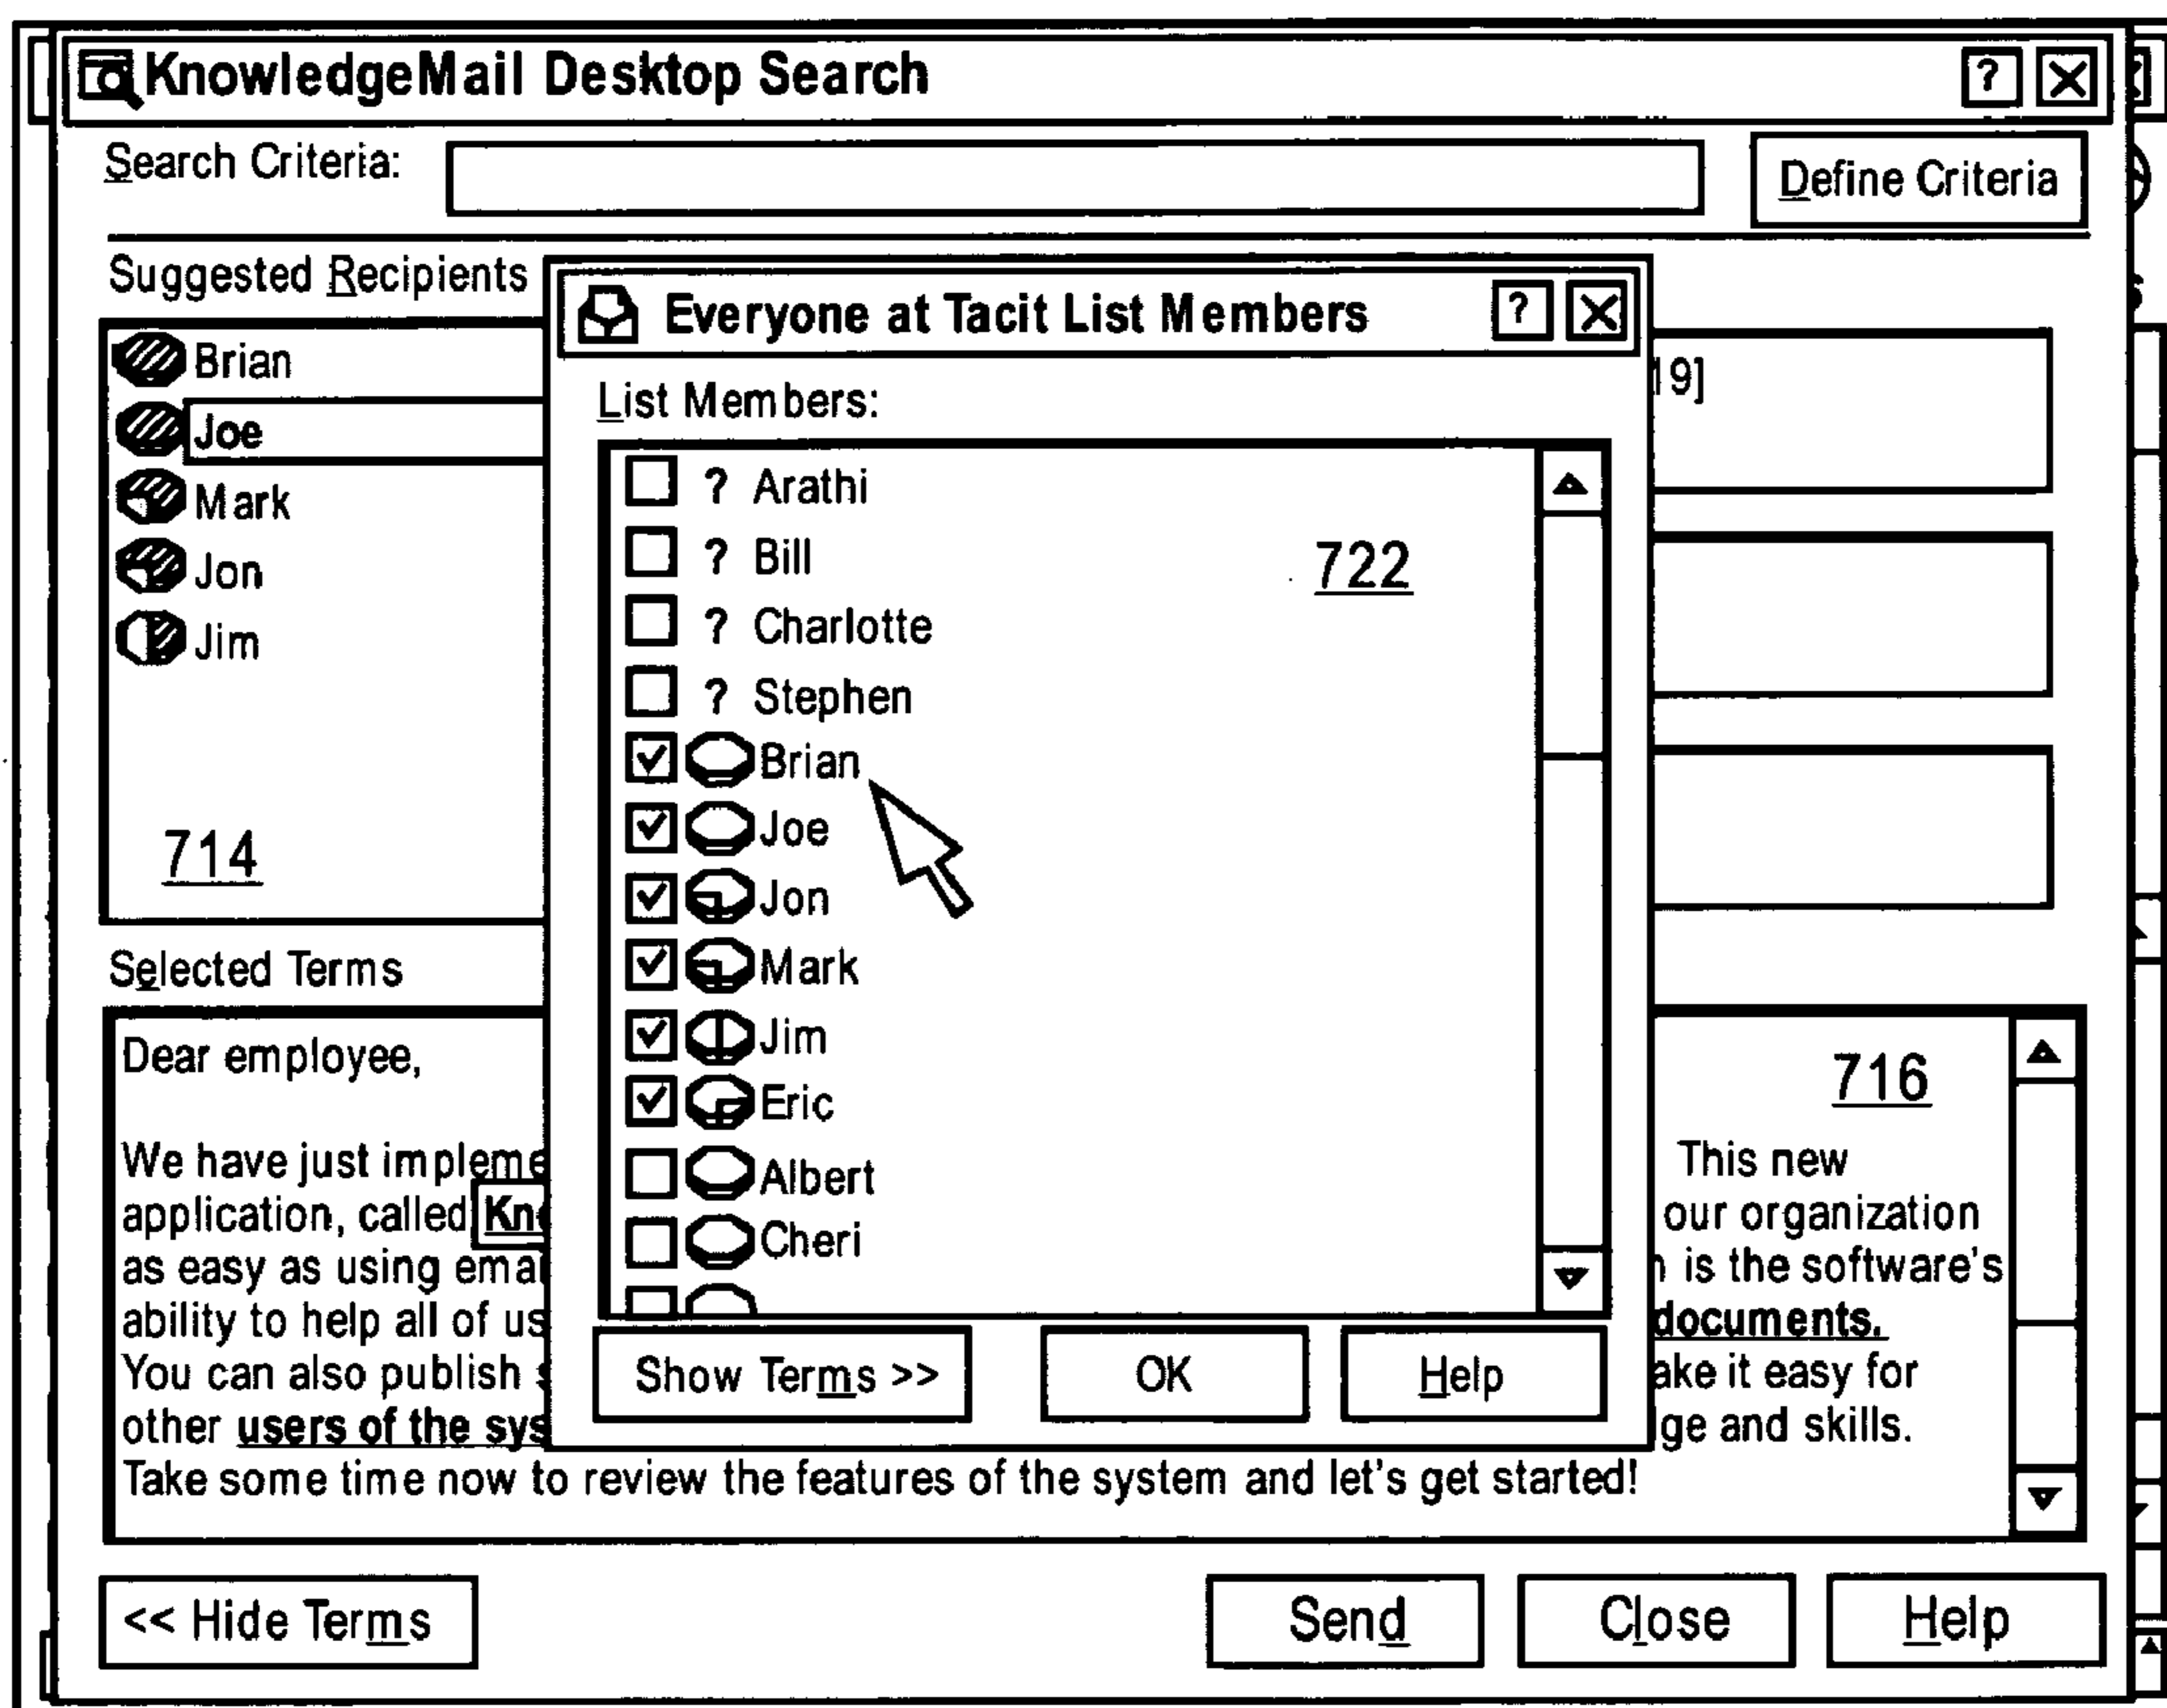 KnowledgeMail Desktop Search ?
Search Criteria:
Define Criteria
Suggested Recipients
Brian
Joe
Mark
Jon
Jim
714
19]
Everyone at Tacit List Members ?
List Members:
? Arathi
? Bill
? Charlotte
? Stephen
Brian
Joe
Jon
Mark
Jim
Eric
Albert
Cheri
722
Show Terms >>
OK
Help
Selected Terms
Dear employee,
716
We have just impleme This new
application, called Kn our organization
as easy as using emai is the software's
ability to help all of us documents.
You can also publish ake it easy for
other users of the sys ge and skills.
Take some time now to review the features of the system and let's get started!
<< Hide Terms
Send
Close
Help